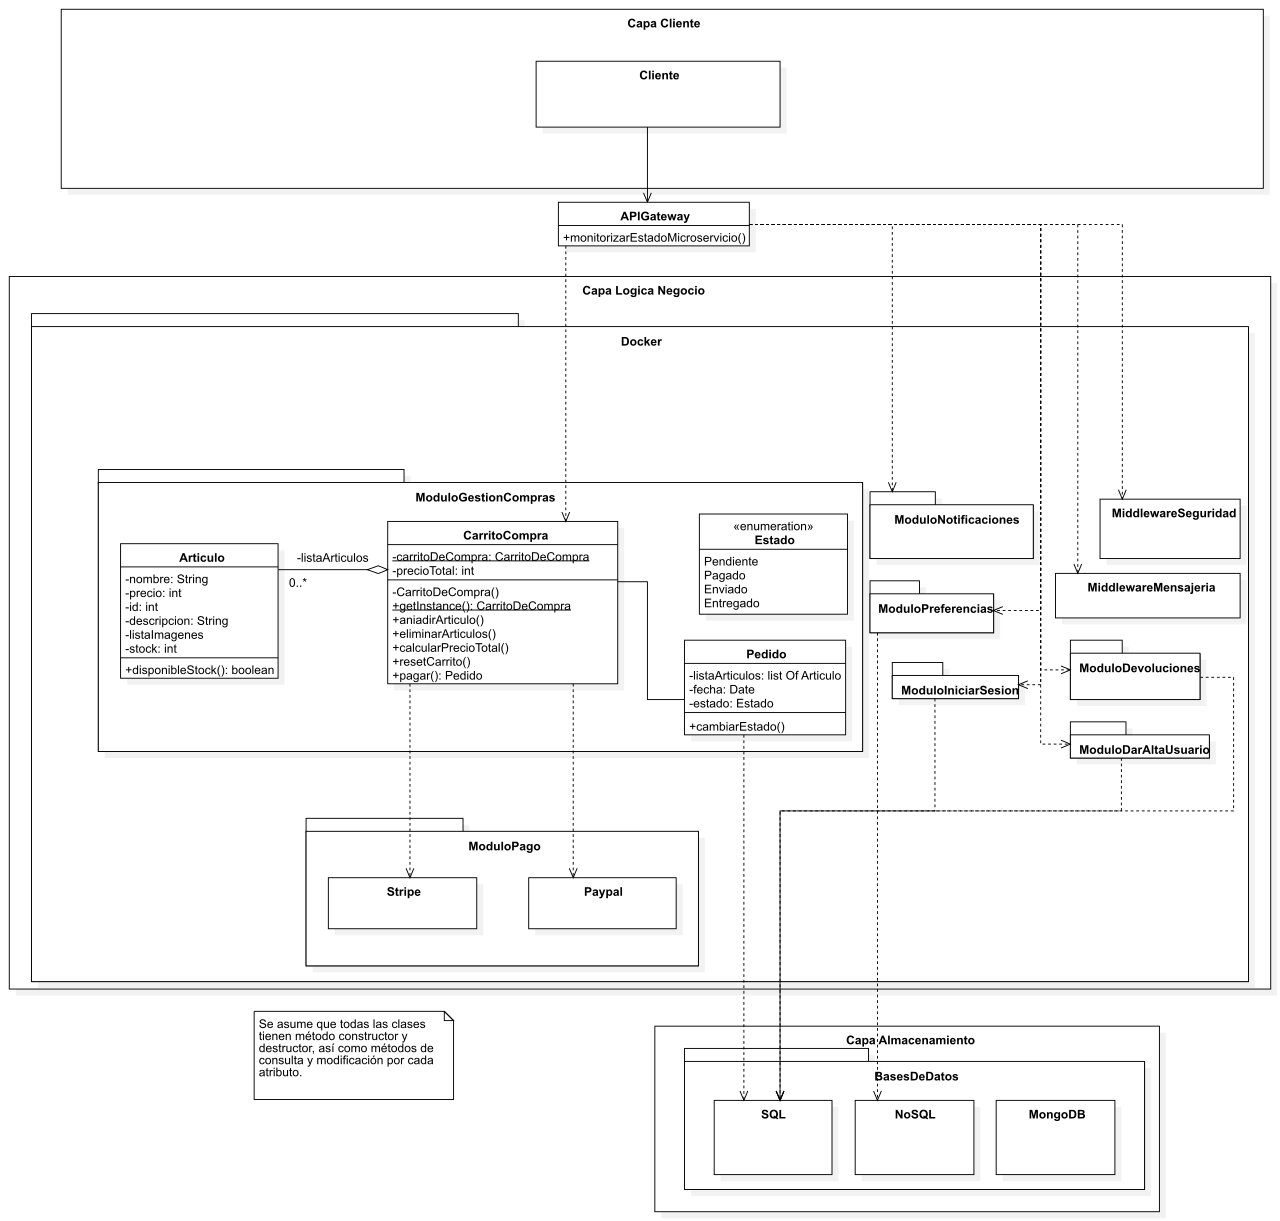 Capa Cliente
Cliente
APIGateway
+monitorizarEstadoMicroservicio()
Capa Logica Negocio
Docker
ModuloGestionCompras
Articulo
-nombre: String
-precio: int
-id: int
-descripcion: String
-listaImagenes
-stock: int
+disponibleStock(): boolean
-listaArticulos
0..*
CarritoCompra
-carritoDeCompra: CarritoDeCompra
-precioTotal: int
-CarritoDeCompra()
+getInstance(): CarritoDeCompra
+aniadirArticulo()
+eliminarArticulos()
+calcularPrecioTotal()
+resetCarrito()
+pagar(): Pedido
«enumeration»
Estado
Pendiente
Pagado
Enviado
Entregado
Pedido
-listaArticulos: list Of Articulo
-fecha: Date
-estado: Estado
+cambiarEstado()
ModuloNotificaciones
MiddlewareSeguridad
MiddlewareMensajeria
ModuloPreferencias
ModuloDevoluciones
ModuloIniciarSesion
ModuloDarAltaUsuario
ModuloPago
Stripe
Paypal
Se asume que todas las clases
tienen método constructor y
destructor, así como métodos de
consulta y modificación por cada
atributo.
Capa Almacenamiento
BasesDeDatos
SQL
NoSQL
MongoDB